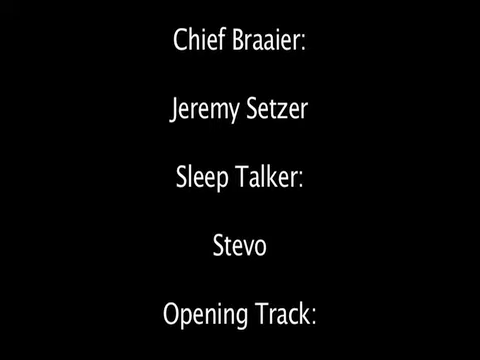 Chief Braaier:
Jeremy Setzer
Sleep Talker:
Stevo
Opening Track: